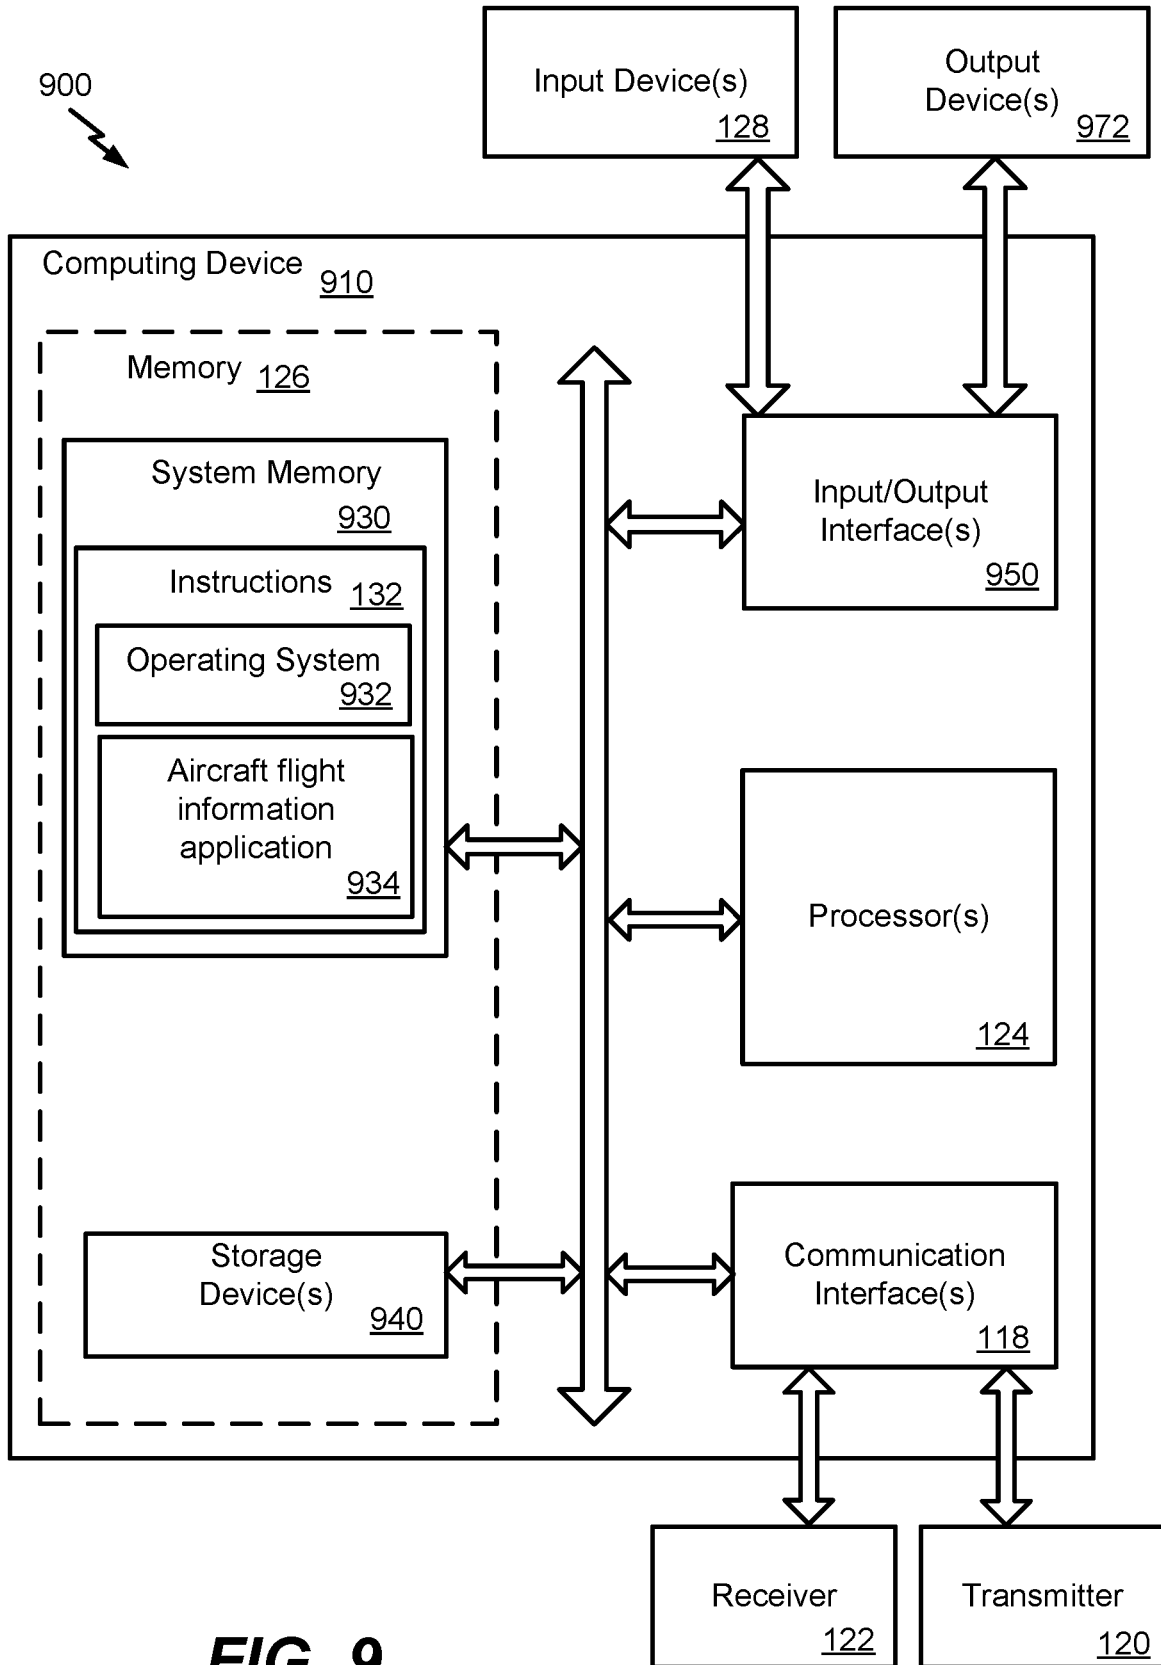 900
Input Device(s)
128
Output
Device(s)
972
Computing Device
910
Memory
126
System Memory
930
Instructions
132
Operating System
932
Aircraft flight
information
application
934
Storage
Device(s)
940
Input/Output
Interface(s)
950
Processor(s)
124
Communication
Interface(s)
118
Receiver
122
Transmitter
120
FIG. 9